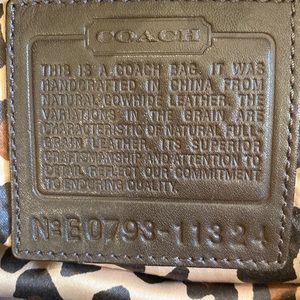 COACH
THIS IS A COACH BAG. IT WAS
HANDCRAFTED IN CHINA FROM
NATURAL COWHIDE LEATHER. THE
VARIATIONS IN THE GRAIN ARE
CHARACTERISTIC OF NATURAL FULL-
GRAIN LEATHER. ITS SUPERIOR
CRAFTSMANSHIP AND ATTENTION TO
DETAIL REFLECT OUR COMMITMENT
TO ENDURING QUALITY.
Nº E0793-11324